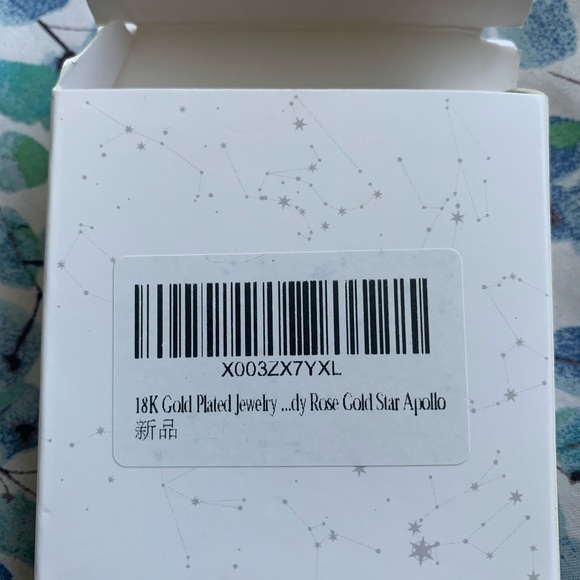 X003ZX7YXL
18K Gold Plated Jewelry ...dy Rose Gold Star Apollo
新品